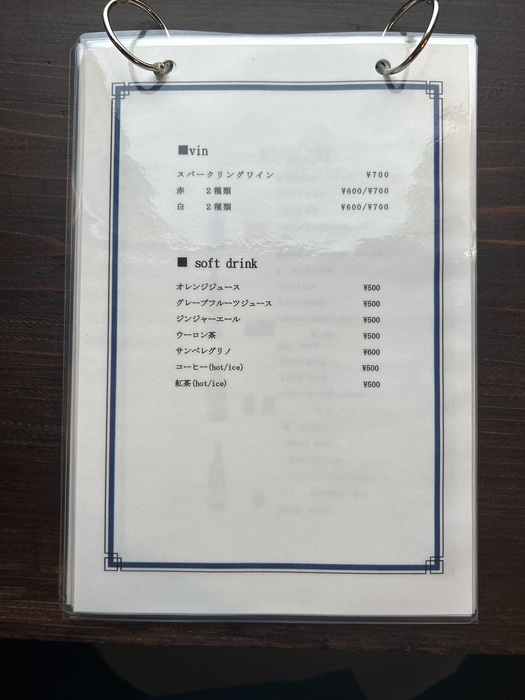 ■vin
スパークリングワイン ¥700
赤 2種類 ¥600/¥700
白 2種類 ¥600/¥700
■ soft drink
オレンジジュース ¥500
グレープフルーツジュース ¥500
ジンジャーエール ¥500
ウーロン茶 ¥500
サンペレグリノ ¥600
コーヒー(hot/ice) ¥500
紅茶(hot/ice) ¥500